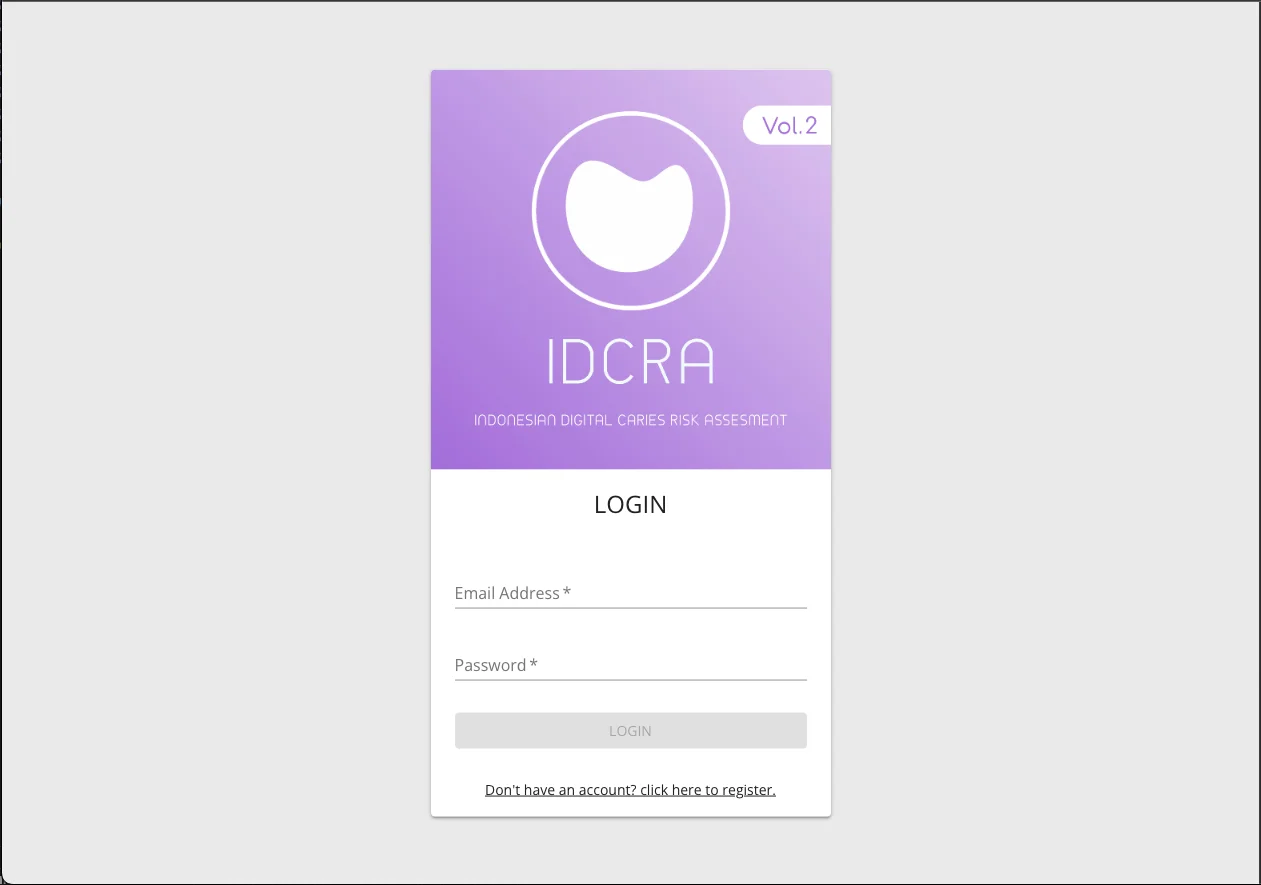 Vol.2
IDCRA
INDONESIAN DIGITAL CARIES RISK ASSESMENT
LOGIN
Email Address *
Password *
LOGIN
Don't have an account? click here to register.